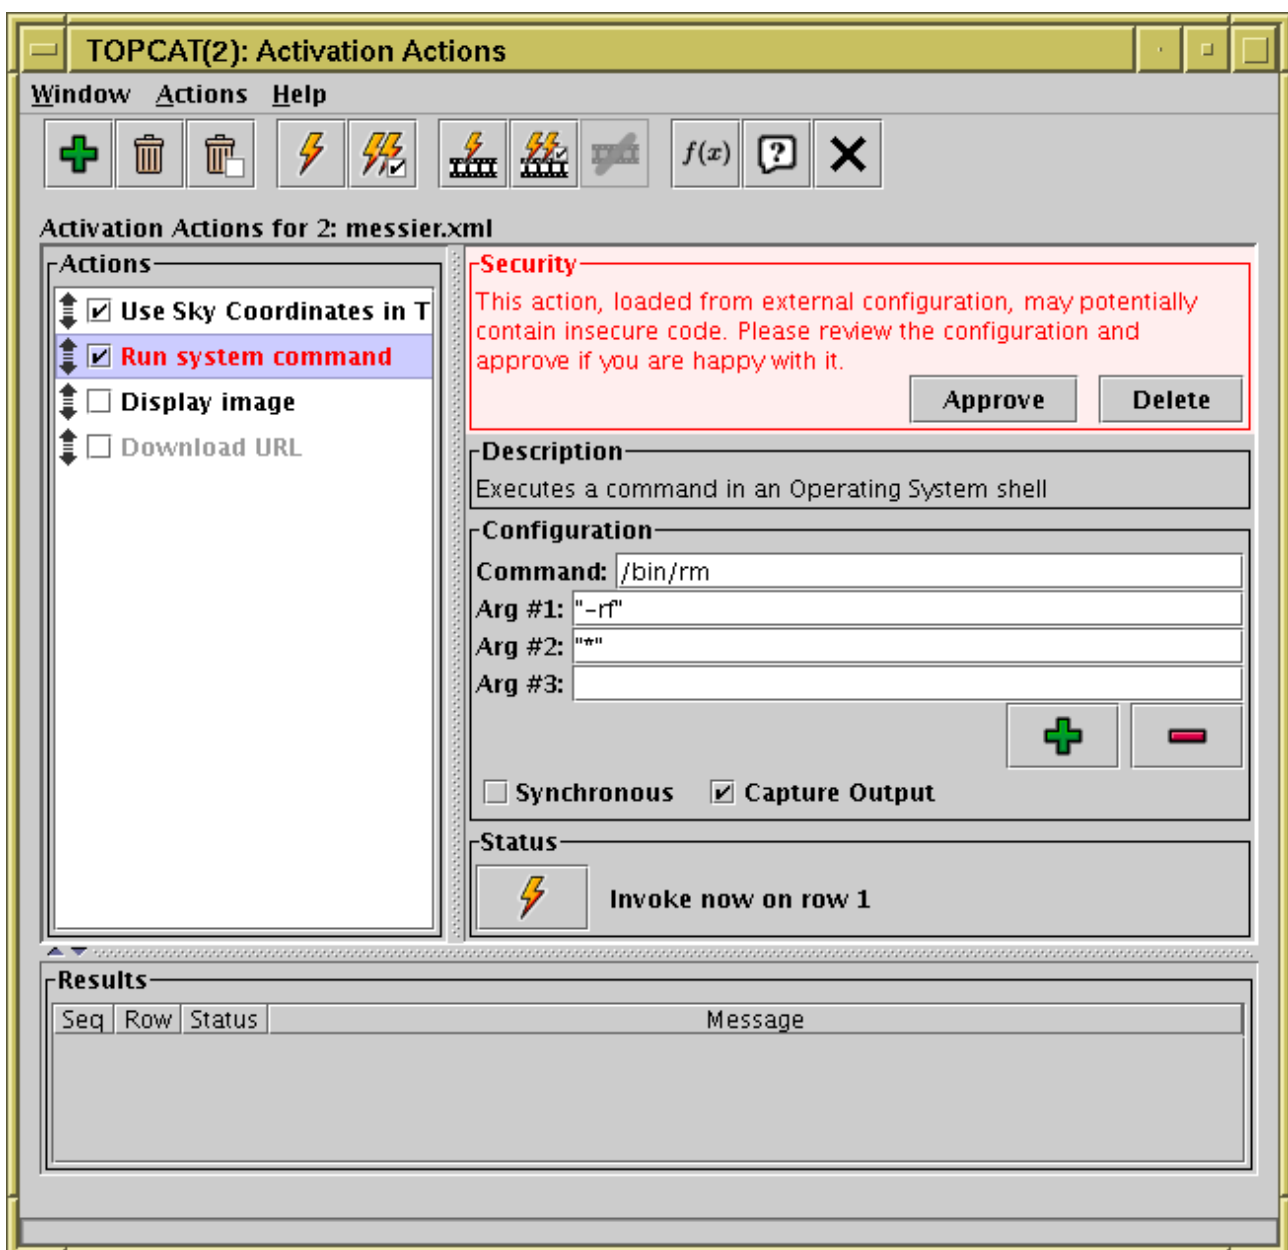 TOPCAT(2): Activation Actions
Window Actions Help
f(x) ?
Activation Actions for 2: messier.xml
Actions
Use Sky Coordinates in T
Run system command
Display image
Download URL
Security
This action, loaded from external configuration, may potentially
contain insecure code. Please review the configuration and
approve if you are happy with it.
Approve Delete
Description
Executes a command in an Operating System shell
Configuration
Command: /bin/rm
Arg #1: "-rf"
Arg #2: "*"
Arg #3:
Synchronous Capture Output
Status
Invoke now on row 1
Results
Seq Row Status Message